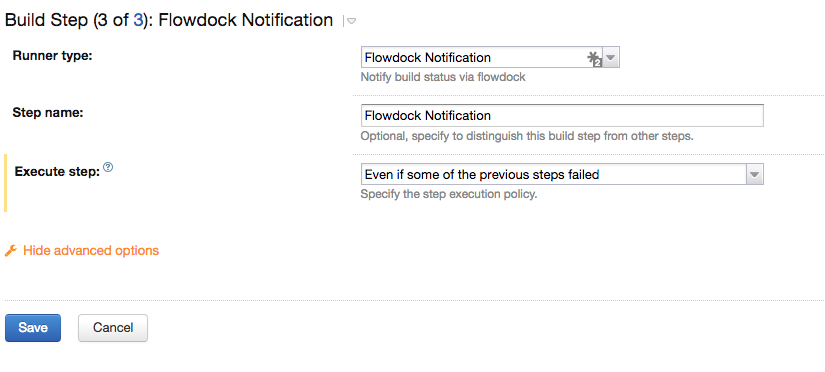 Build Step (3 of 3): Flowdock Notification
Runner type: Flowdock Notification 2
Notify build status via flowdock
Step name: Flowdock Notification
Optional, specify to distinguish this build step from other steps.
Execute step: ? Even if some of the previous steps failed
Specify the step execution policy.
Hide advanced options
Save Cancel